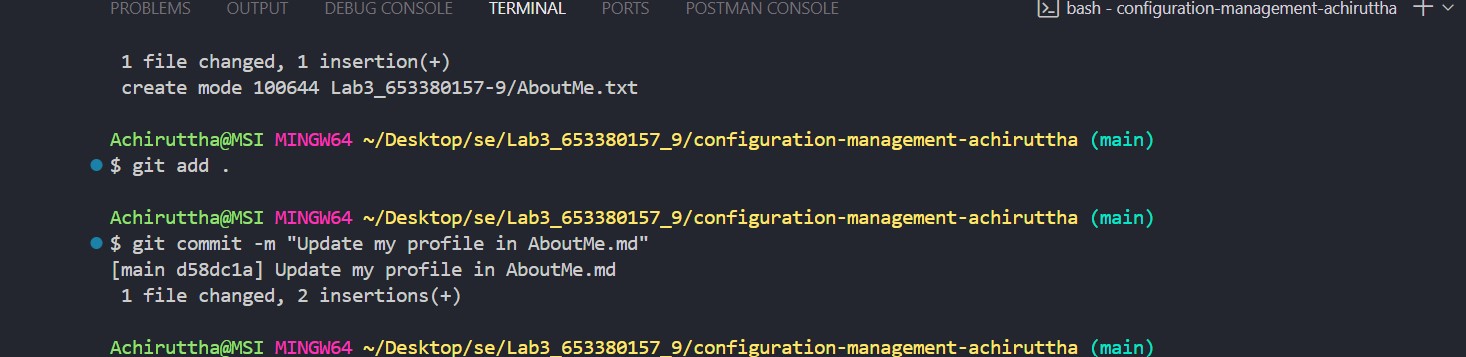 PROBLEMS OUTPUT DEBUG CONSOLE TERMINAL PORTS POSTMAN CONSOLE bash - configuration-management-achiruttha
1 file changed, 1 insertion(+)
create mode 100644 Lab3_653380157-9/AboutMe.txt
Achiruttha@MSI MINGW64 ~/Desktop/se/Lab3_653380157_9/configuration-management-achiruttha (main)
$ git add .
Achiruttha@MSI MINGW64 ~/Desktop/se/Lab3_653380157_9/configuration-management-achiruttha (main)
$ git commit -m "Update my profile in AboutMe.md"
[main d58dc1a] Update my profile in AboutMe.md
1 file changed, 2 insertions(+)
Achiruttha@MSI MINGW64 ~/Desktop/se/Lab3_653380157_9/configuration-management-achiruttha (main)